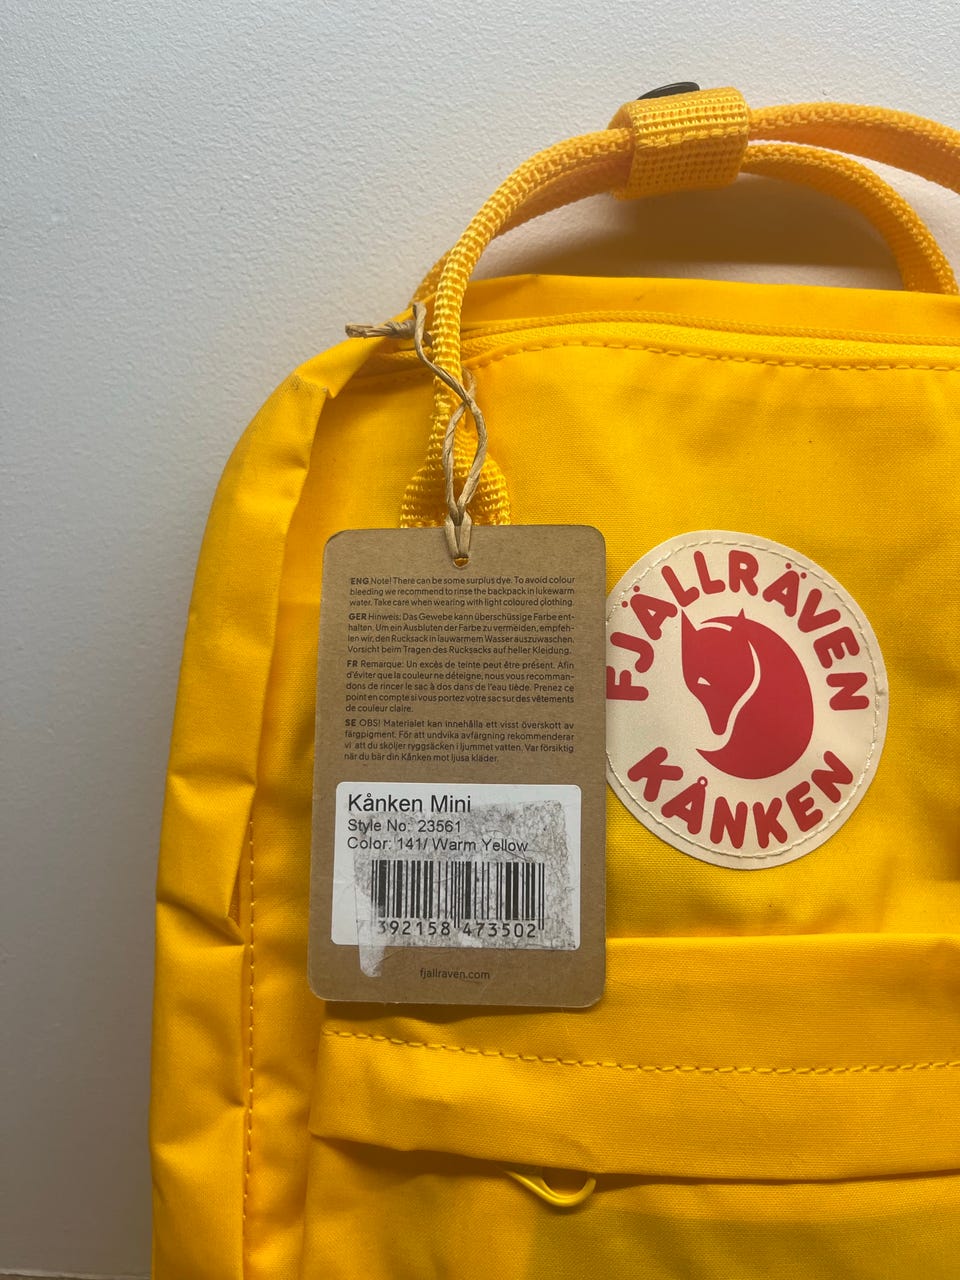 ENG Note! There can be some surplus dye. To avoid colour
bleeding we recommend to rinse the backpack in lukewarm
water. Take care when wearing with light coloured clothing.
GER Hinweis: Das Gewebe kann überschüssige Farbe ent-
halten. Um ein Ausbluten der Farbe zu vermeiden, empfeh-
len wir, den Rucksack in lauwarmem Wasser auszuwaschen.
Vorsicht beim Tragen des Rucksacks auf heller Kleidung.
FR Remarque: Un excès de teinte peut être présent. Afin
d'éviter que la couleur ne déteigne, nous vous recomman-
dons de rincer le sac à dos dans de l'eau tiède. Prenez ce
point en compte si vous portez votre sac sur des vêtements
de couleur claire.
SE OBS! Materialet kan innehålla ett visst överskott av
färgpigment. För att undvika avfärgning rekommenderar
vi att du sköljer ryggsäcken i ljummet vatten. Var försiktig
när du bär din Kånken mot ljusa kläder.
Kånken Mini
Style No: 23561
Color: 141/ Warm Yellow
392158 473502
fjallraven.com
FJÄLLRÄVEN
KÅNKEN